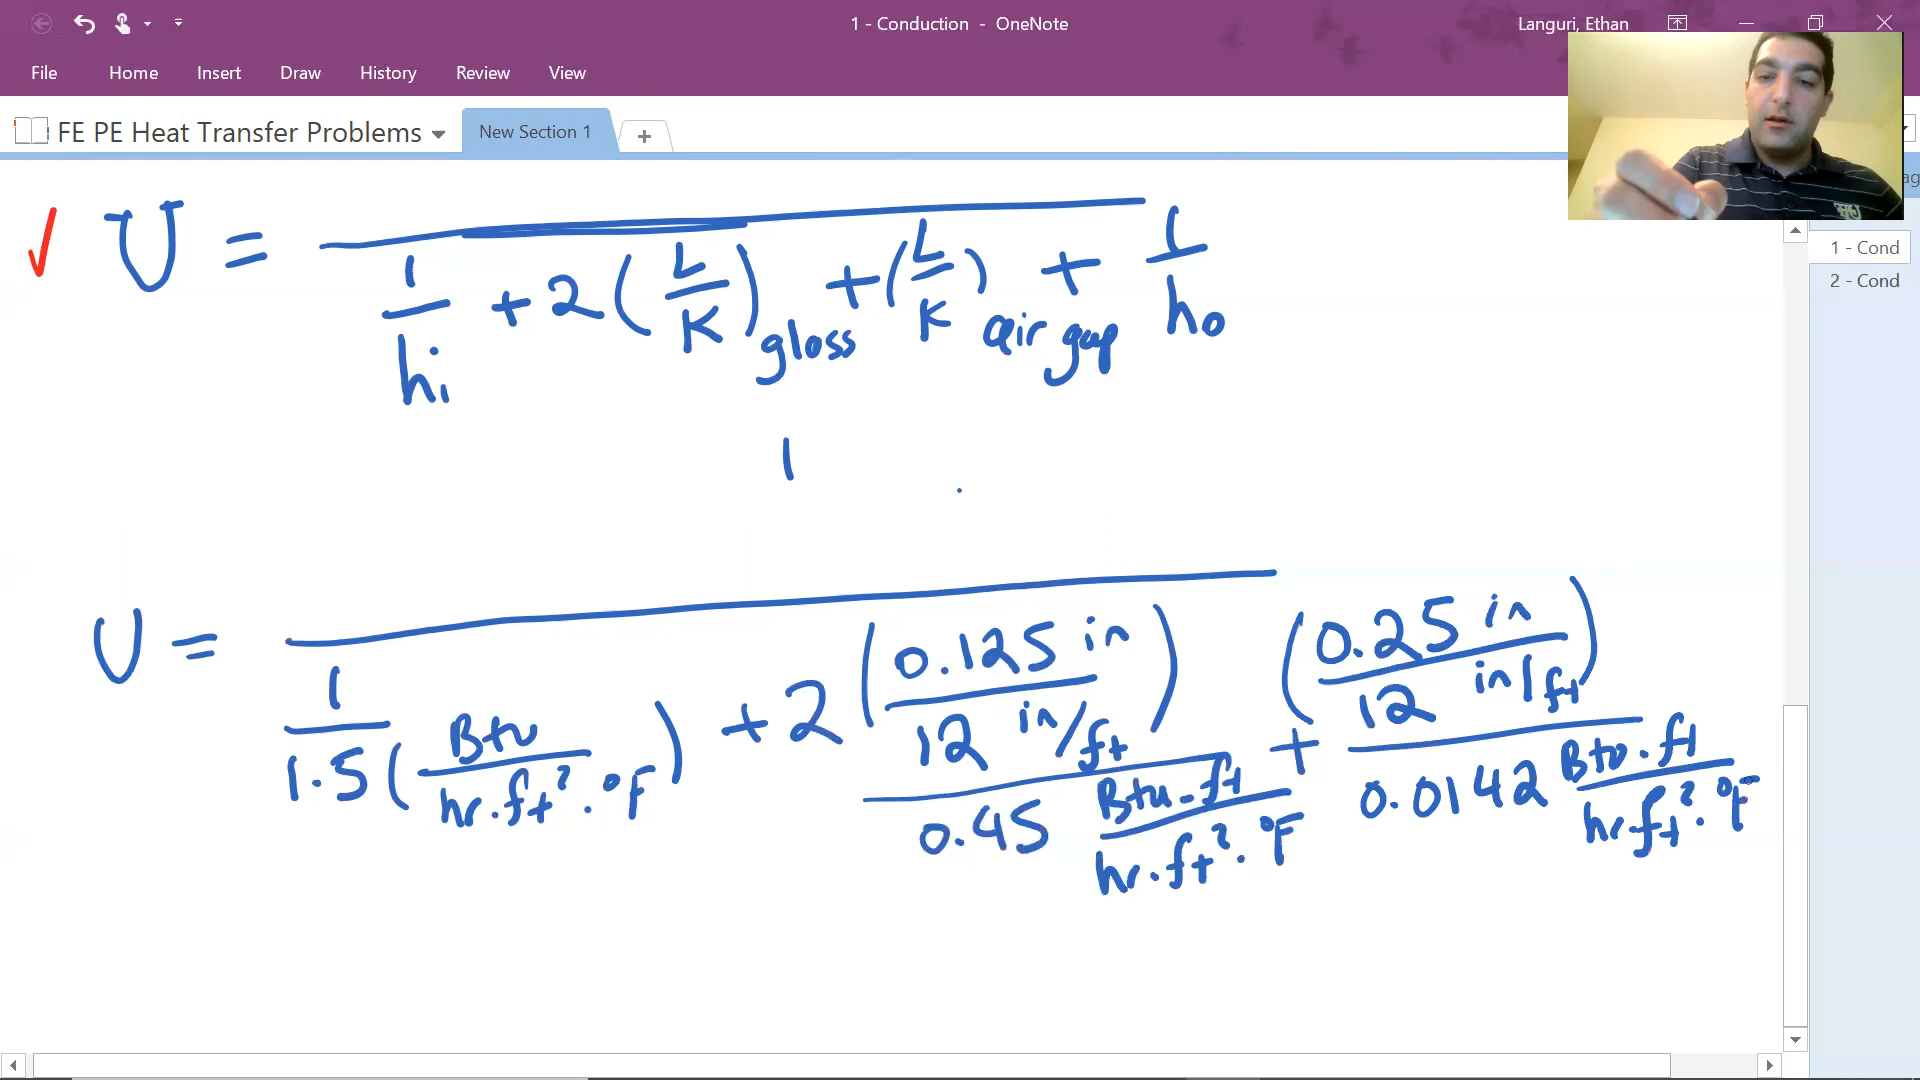 1 - Conduction - OneNote
Languri, Ethan
File Home Insert Draw History Review View
FE PE Heat Transfer Problems
New Section 1
+
1 - Cond
2 - Cond
✓ U = 1/hi + 2 (L/K) gloss + (L/K) air gap + 1/ho
1
U =
1/1.5 (Btu/hr.ft².°F) + 2 (0.125 in/12 in/ft)/0.45 Btu-ft/hr.ft².°F + (0.25 in/12 in/ft)/0.0142 Btu.ft/hr.ft².°F